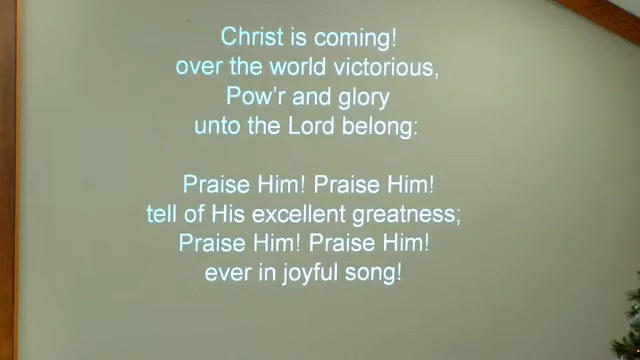 Christ is coming!
over the world victorious,
Pow'r and glory
unto the Lord belong:
Praise Him! Praise Him!
tell of His excellent greatness;
Praise Him! Praise Him!
ever in joyful song!